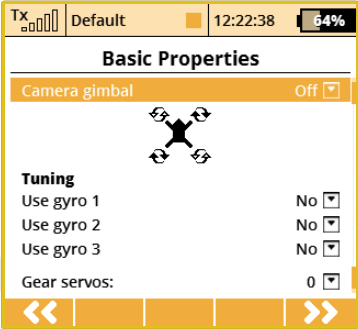 Tx Default 12:22:38 64%
Basic Properties
Camera gimbal Off
Tuning
Use gyro 1 No
Use gyro 2 No
Use gyro 3 No
Gear servos: 0